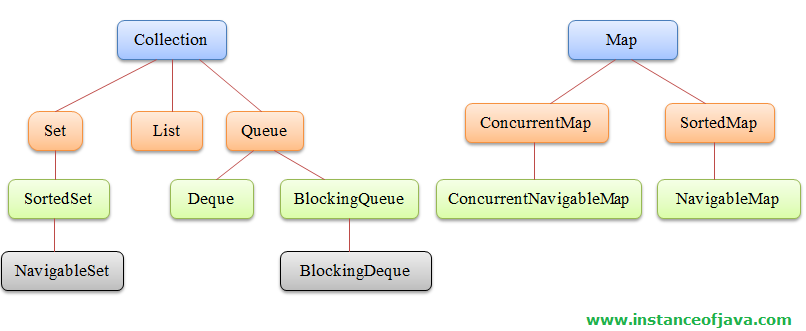 Collection
Map
Set
List
Queue
ConcurrentMap
SortedMap
SortedSet
Deque
BlockingQueue
ConcurrentNavigableMap
NavigableMap
NavigableSet
BlockingDeque
www.instanceofjava.com